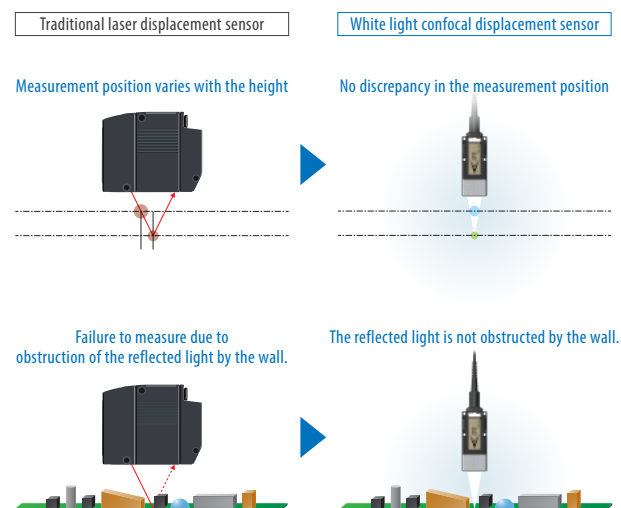 Traditional laser displacement sensor
White light confocal displacement sensor
Measurement position varies with the height
No discrepancy in the measurement position
Failure to measure due to
obstruction of the reflected light by the wall.
The reflected light is not obstructed by the wall.